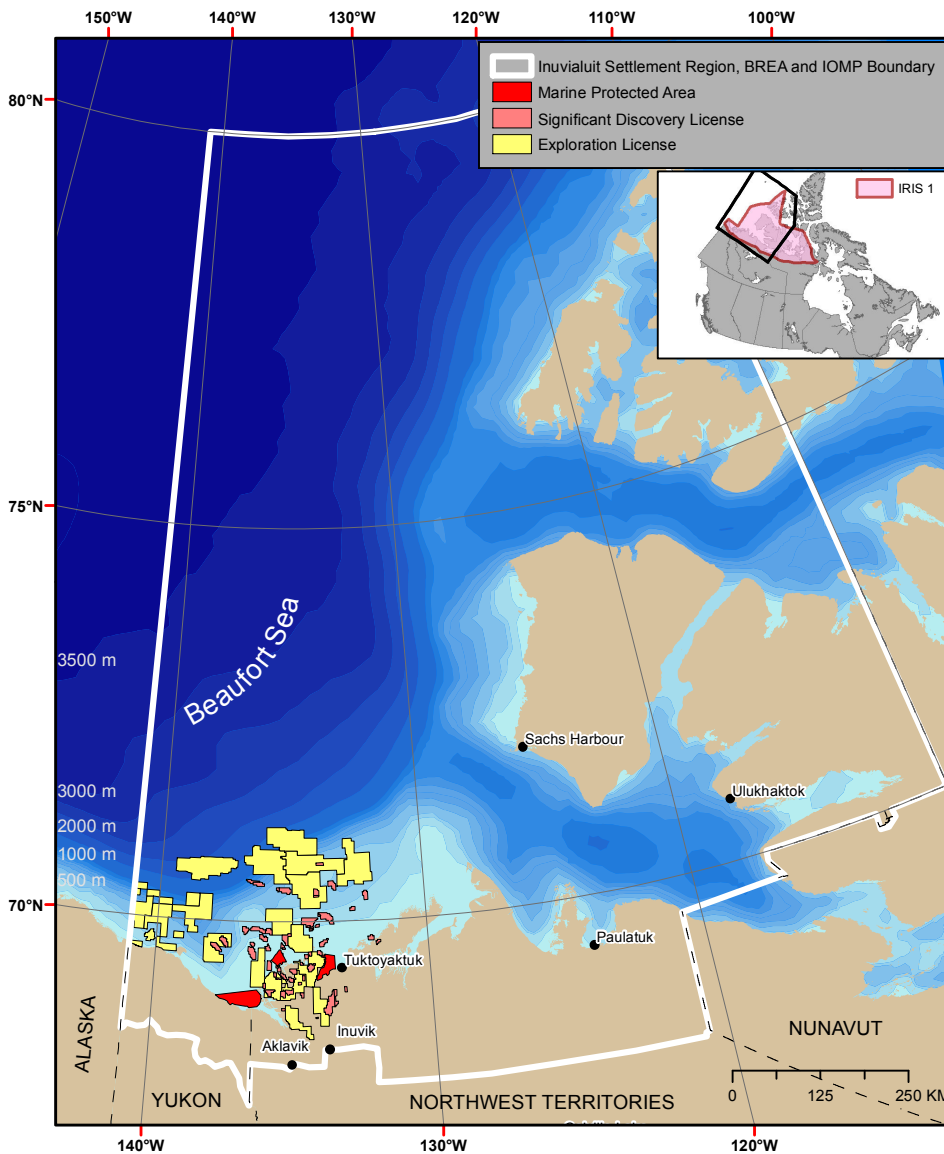 150°W
140°W
130°W
120°W
110°W
100°W
Inuvialuit Settlement Region, BREA and IOMP Boundary
Marine Protected Area
Significant Discovery License
Exploration License
80°N
IRIS 1
75°N
Beaufort Sea
3500 m
Sachs Harbour
3000 m
Ulukhaktok
2000 m
1000 m
500 m
70°N
Paulatuk
Tuktoyaktuk
ALASKA
Inuvik
Aklavik
NUNAVUT
YUKON
NORTHWEST TERRITORIES
0
125
250 KM
140°W
130°W
120°W